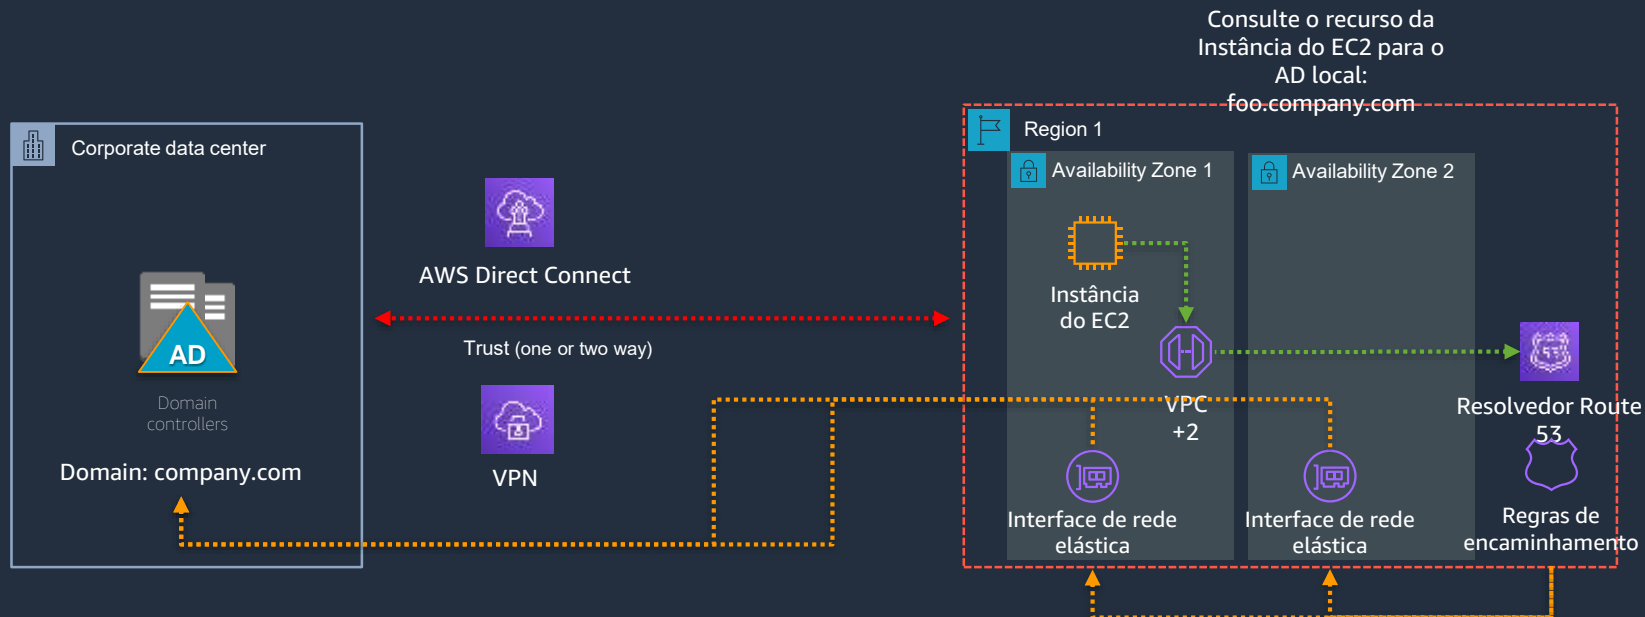 Consulte o recurso da
Instância do EC2 para o
AD local:
foo.company.com
Corporate data center
AD
Domain
controllers
Domain: company.com
AWS Direct Connect
Trust (one or two way)
VPN
Region 1
Availability Zone 1
Availability Zone 2
Instância
do EC2
VPC
+2
Resolvedor Route
53
Interface de rede
elástica
Interface de rede
elástica
Regras de
encaminhamento